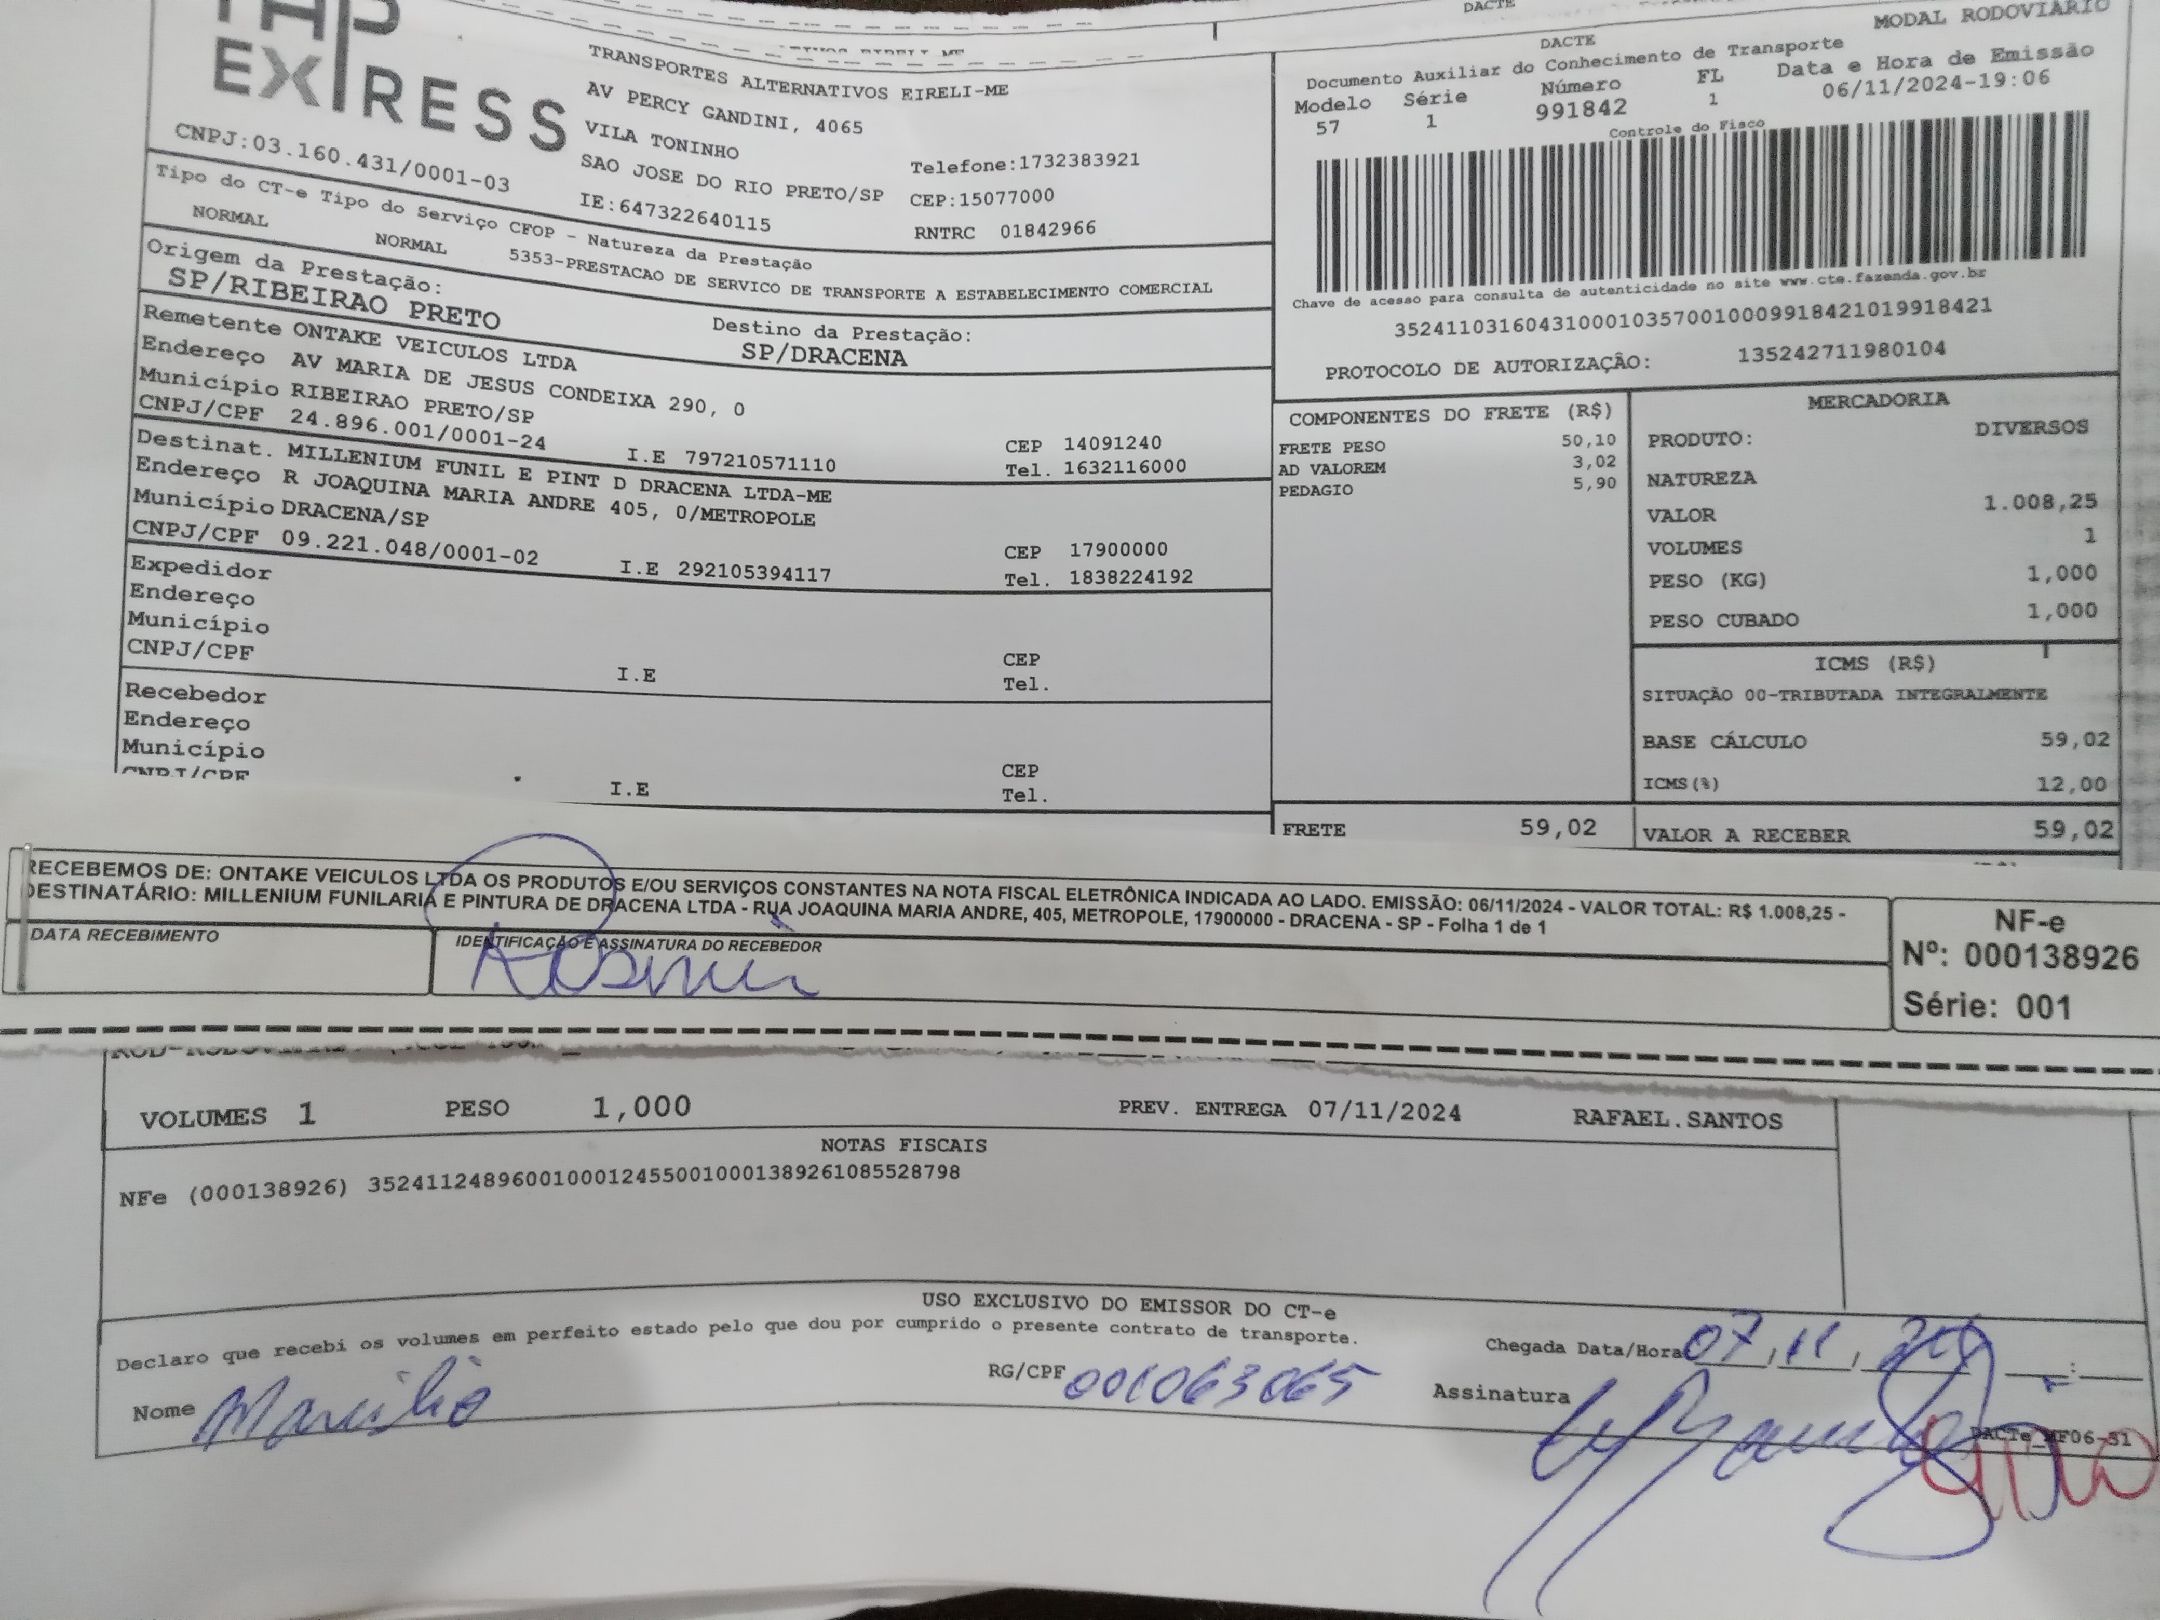 DACTE
TAP
EXPRESS
CNPJ:03.160.431/0001-03
TRANSPORTES ALTERNATIVOS EIRELI-ME
AV PERCY GANDINI, 4065
VILA TONINHO
SAO JOSE DO RIO PRETO/SP
IE:647322640115
Telefone:1732383921
CEP:15077000
RNTRC 01842966
DACTE
MODAL RODOVIÁRIO
Documento Auxiliar do Conhecimento de Transporte
Modelo Série Número FL Data e Hora de Emissão
57 1 991842 1 06/11/2024-19:06
Controle do Fisco
Chave de acesso para consulta de autenticidade no site www.cte.fazenda.gov.br
35241103160431000103570010009918421019918421
PROTOCOLO DE AUTORIZAÇÃO: 135242711980104
Tipo do CT-e Tipo do Serviço CFOP - Natureza da Prestação
NORMAL NORMAL 5353-PRESTACAO DE SERVICO DE TRANSPORTE A ESTABELECIMENTO COMERCIAL
Origem da Prestação: Destino da Prestação:
SP/RIBEIRAO PRETO SP/DRACENA
Remetente ONTAKE VEICULOS LTDA
Endereço AV MARIA DE JESUS CONDEIXA 290, 0
Município RIBEIRAO PRETO/SP CEP 14091240
CNPJ/CPF 24.896.001/0001-24 I.E 797210571110 Tel. 1632116000
Destinat. MILLENIUM FUNIL E PINT D DRACENA LTDA-ME
Endereço R JOAQUINA MARIA ANDRE 405, 0/METROPOLE
Município DRACENA/SP CEP 17900000
CNPJ/CPF 09.221.048/0001-02 I.E 292105394117 Tel. 1838224192
Expedidor
Endereço
Município CEP
CNPJ/CPF I.E Tel.
Recebedor
Endereço
Município CEP
CNPJ/CPF I.E Tel.
COMPONENTES DO FRETE (R$)
FRETE PESO 50,10
AD VALOREM 3,02
PEDAGIO 5,90
FRETE 59,02
MERCADORIA
PRODUTO: DIVERSOS
NATUREZA
VALOR 1.008,25
VOLUMES 1
PESO (KG) 1,000
PESO CUBADO 1,000
ICMS (R$)
SITUAÇÃO 00-TRIBUTADA INTEGRALMENTE
BASE CÁLCULO 59,02
ICMS(%) 12,00
VALOR A RECEBER 59,02
RECEBEMOS DE: ONTAKE VEICULOS LTDA OS PRODUTOS E/OU SERVIÇOS CONSTANTES NA NOTA FISCAL ELETRÔNICA INDICADA AO LADO. EMISSÃO: 06/11/2024 - VALOR TOTAL: R$ 1.008,25 -
DESTINATÁRIO: MILLENIUM FUNILARIA E PINTURA DE DRACENA LTDA - RUA JOAQUINA MARIA ANDRE, 405, METROPOLE, 17900000 - DRACENA - SP - Folha 1 de 1
DATA RECEBIMENTO IDENTIFICAÇÃO E ASSINATURA DO RECEBEDOR
NF-e
Nº: 000138926
Série: 001
VOLUMES 1 PESO 1,000 PREV. ENTREGA 07/11/2024 RAFAEL.SANTOS
NOTAS FISCAIS
NFe (000138926) 35241124896001000124550010001389261085528798
USO EXCLUSIVO DO EMISSOR DO CT-e
Declaro que recebi os volumes em perfeito estado pelo que dou por cumprido o presente contrato de transporte.
Chegada Data/Hora 07, 11, 24
Nome RG/CPF 001063065 Assinatura